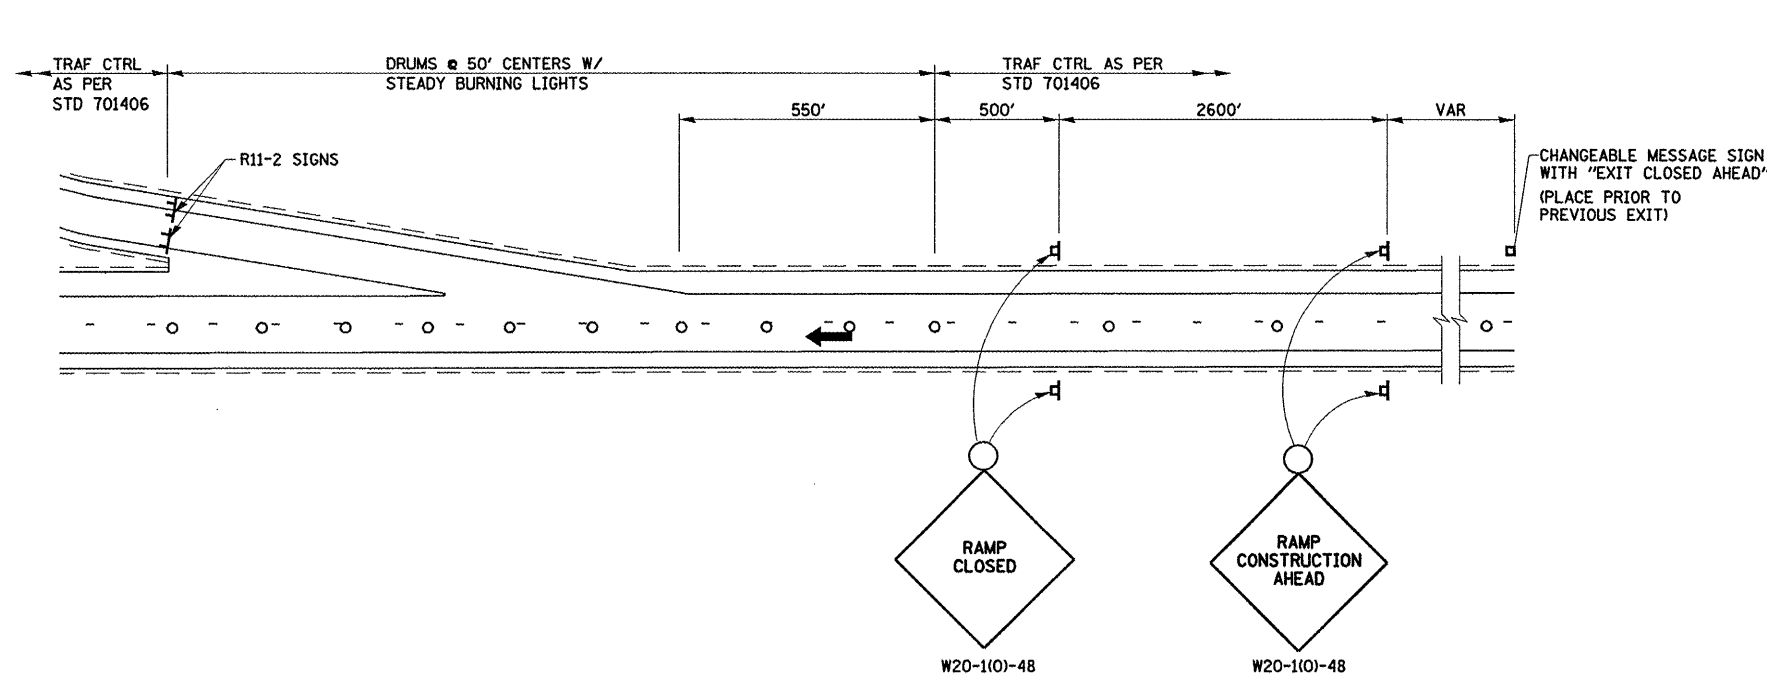 TRAF CTRL
AS PER
STD 701406
DRUMS @ 50' CENTERS W/
STEADY BURNING LIGHTS
TRAF CTRL AS PER
STD 701406
550'
500'
2600'
VAR
R11-2 SIGNS
CHANGEABLE MESSAGE SIGN
WITH "EXIT CLOSED AHEAD"
(PLACE PRIOR TO
PREVIOUS EXIT)
RAMP
CLOSED
W20-1(O)-48
RAMP
CONSTRUCTION
AHEAD
W20-1(O)-48